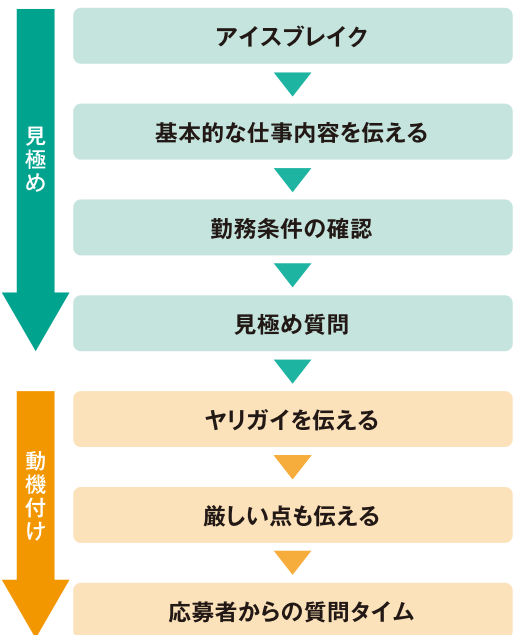 見極め
アイスブレイク
基本的な仕事内容を伝える
勤務条件の確認
見極め質問
動機付け
ヤリガイを伝える
厳しい点も伝える
応募者からの質問タイム